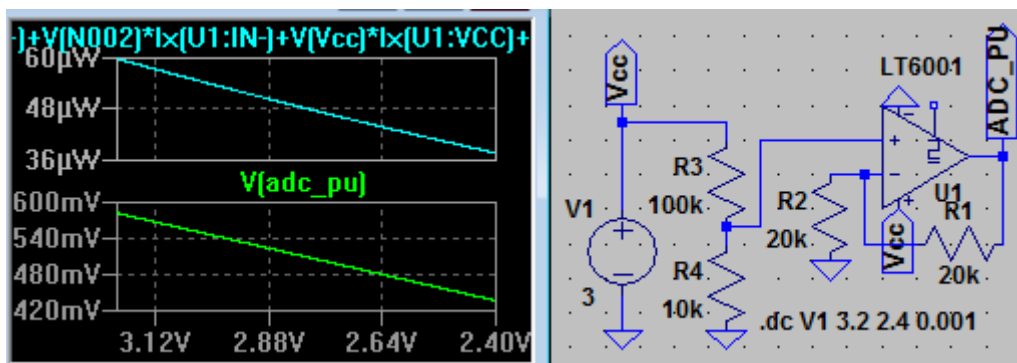 -)+V(N002)*Ix(U1:IN-)+V(Vcc)*Ix(U1:VCC)+
60µW
48µW
36µW
V(adc_pu)
600mV
540mV
480mV
420mV
3.12V 2.88V 2.64V 2.40V
Vcc
LT6001
ADC_PU
R3
100k
R2
20k
U1
R1
20k
Vcc
V1
3
R4
10k
.dc V1 3.2 2.4 0.001